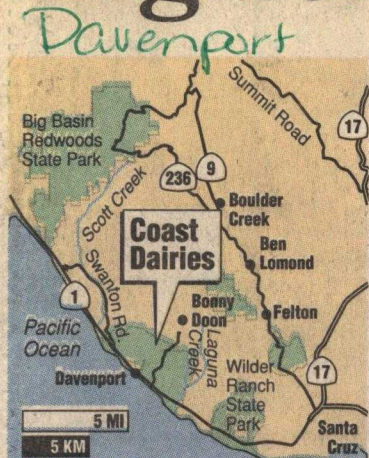 Davenport
Summit Road
17
Big Basin
Redwoods
State Park
236
9
Scott Creek
Boulder
Creek
Coast
Dairies
Ben
Lomond
Swanton Rd
1
Bonny
Doon
Felton
Pacific
Ocean
Laguna
Creek
Wilder
Ranch
State
Park
17
Davenport
5 MI
5 KM
Santa
Cruz